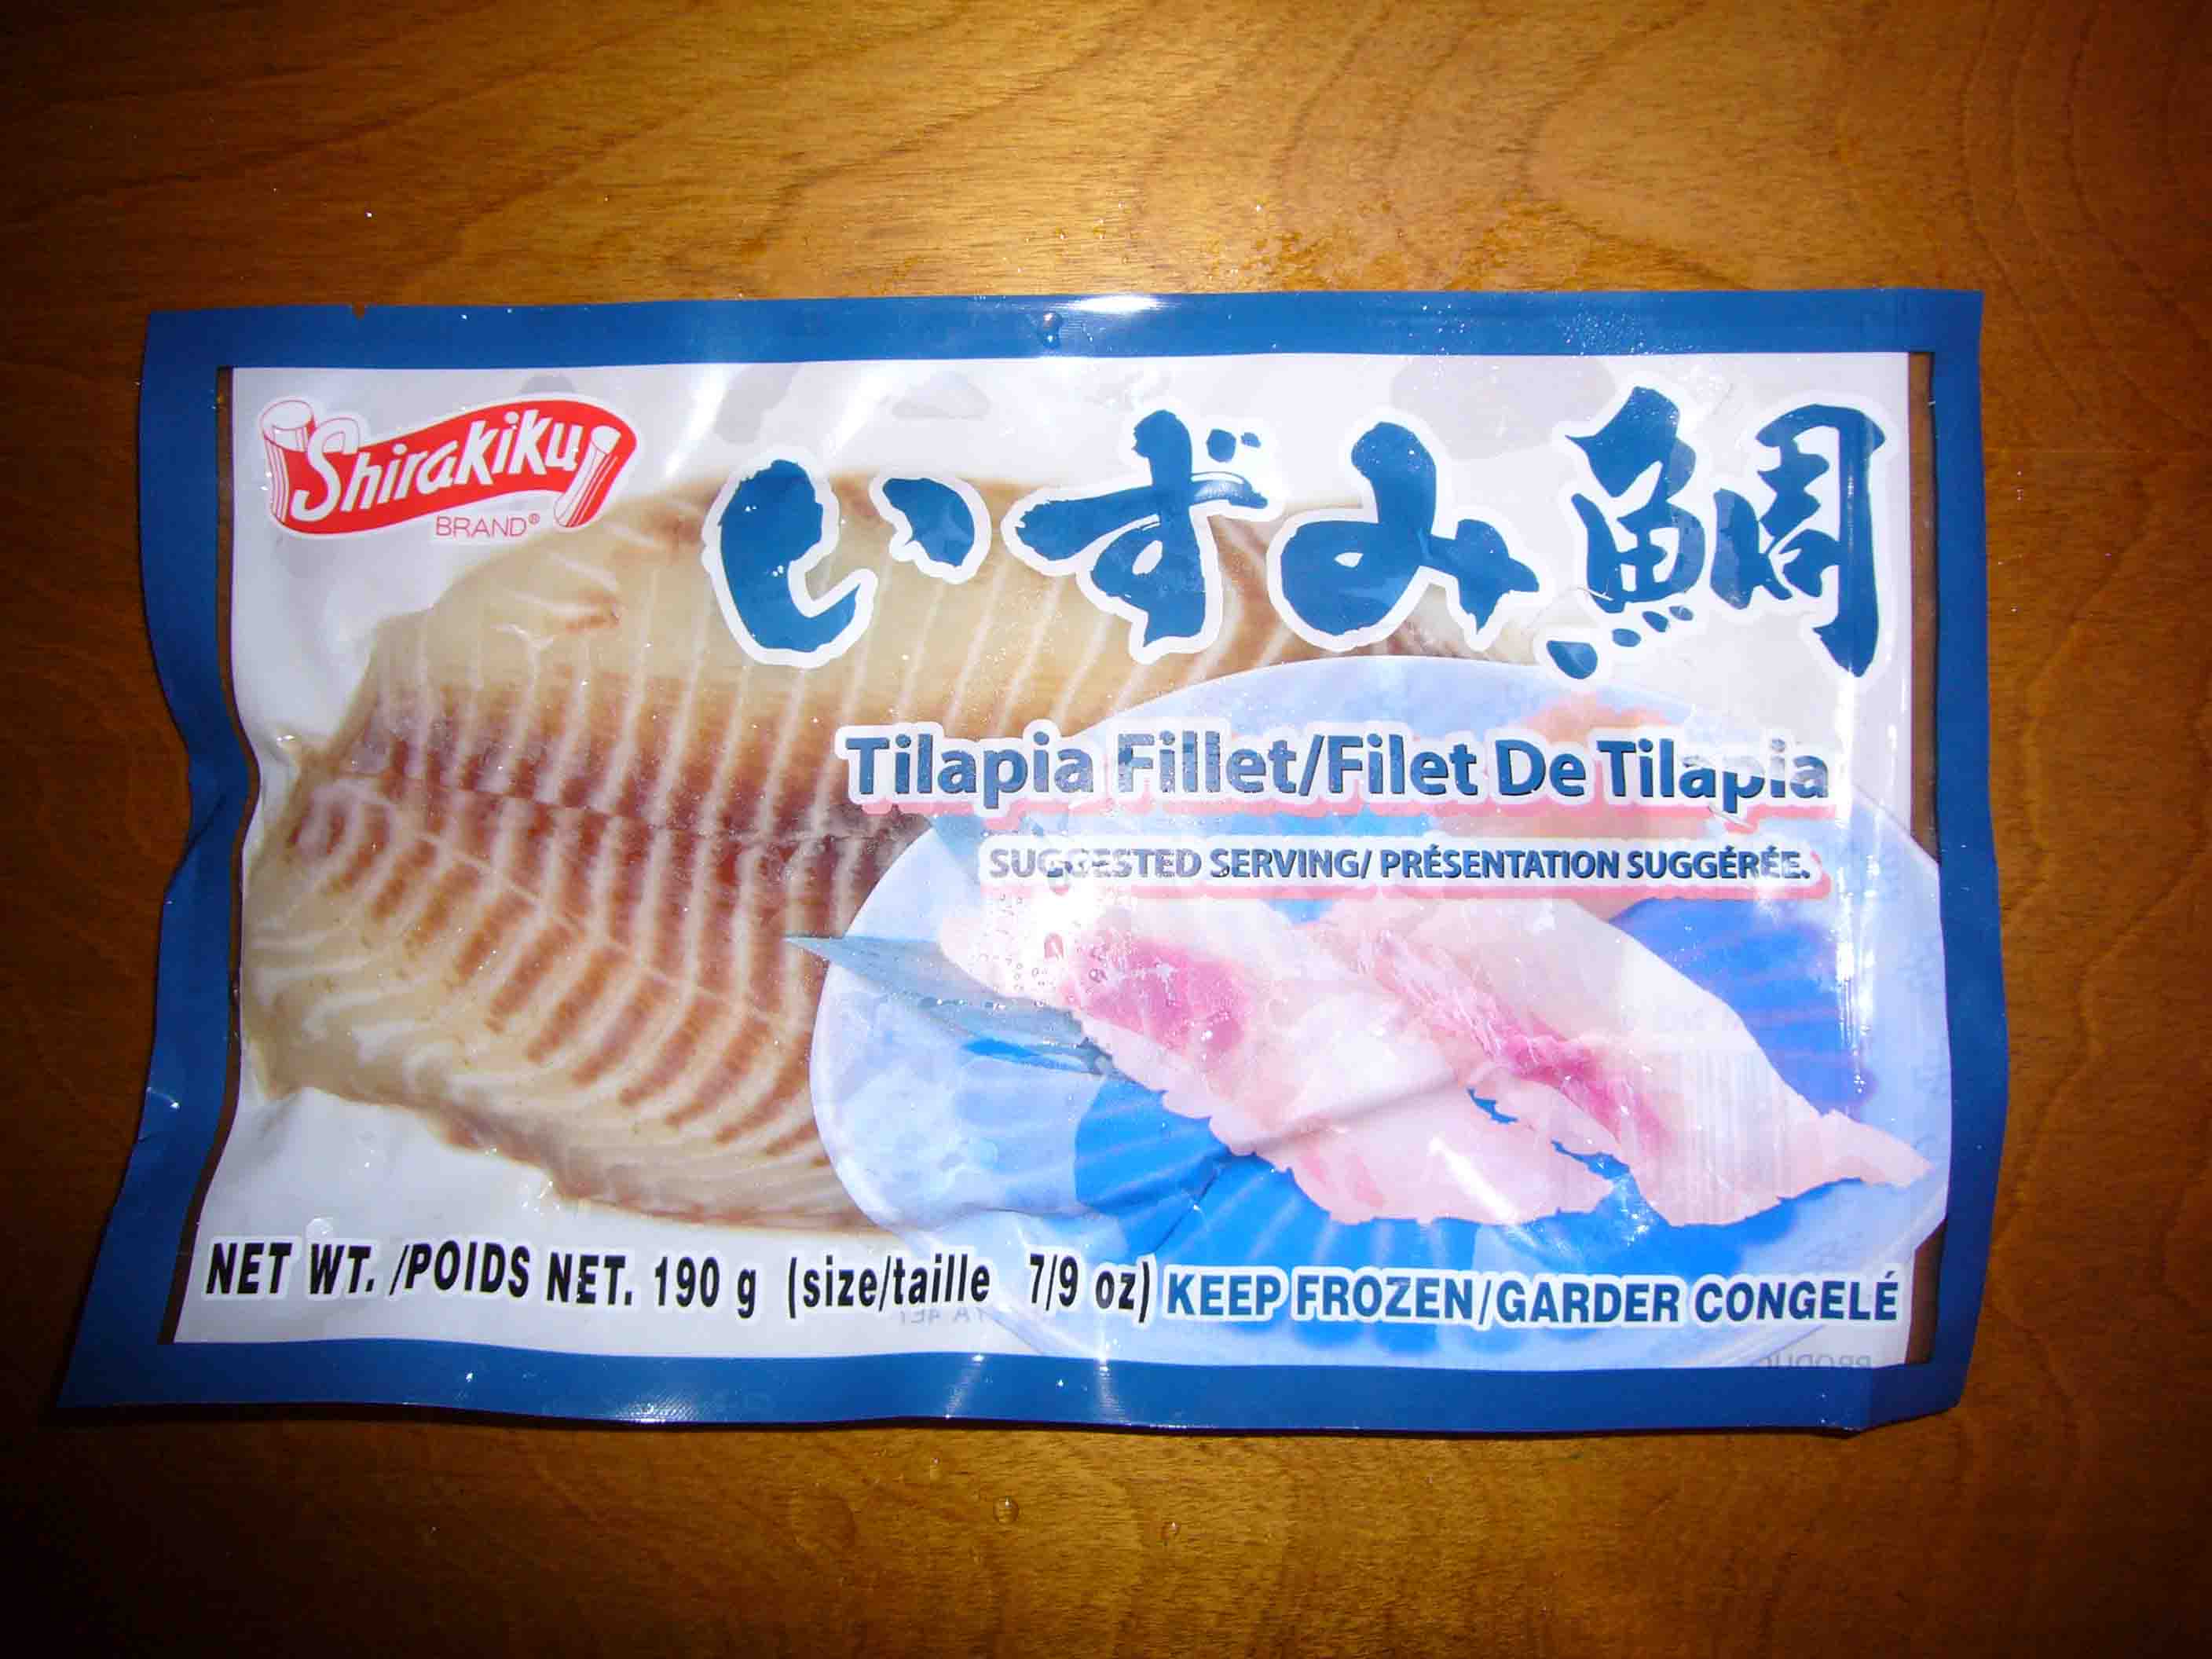 Shirakiku
BRAND®
いずみ鯛
Tilapia Fillet/Filet De Tilapia
SUGGESTED SERVING/ PRÉSENTATION SUGGÉRÉE.
NET WT. /POIDS NET. 190 g (size/taille 7/9 oz) KEEP FROZEN/GARDER CONGELÉ